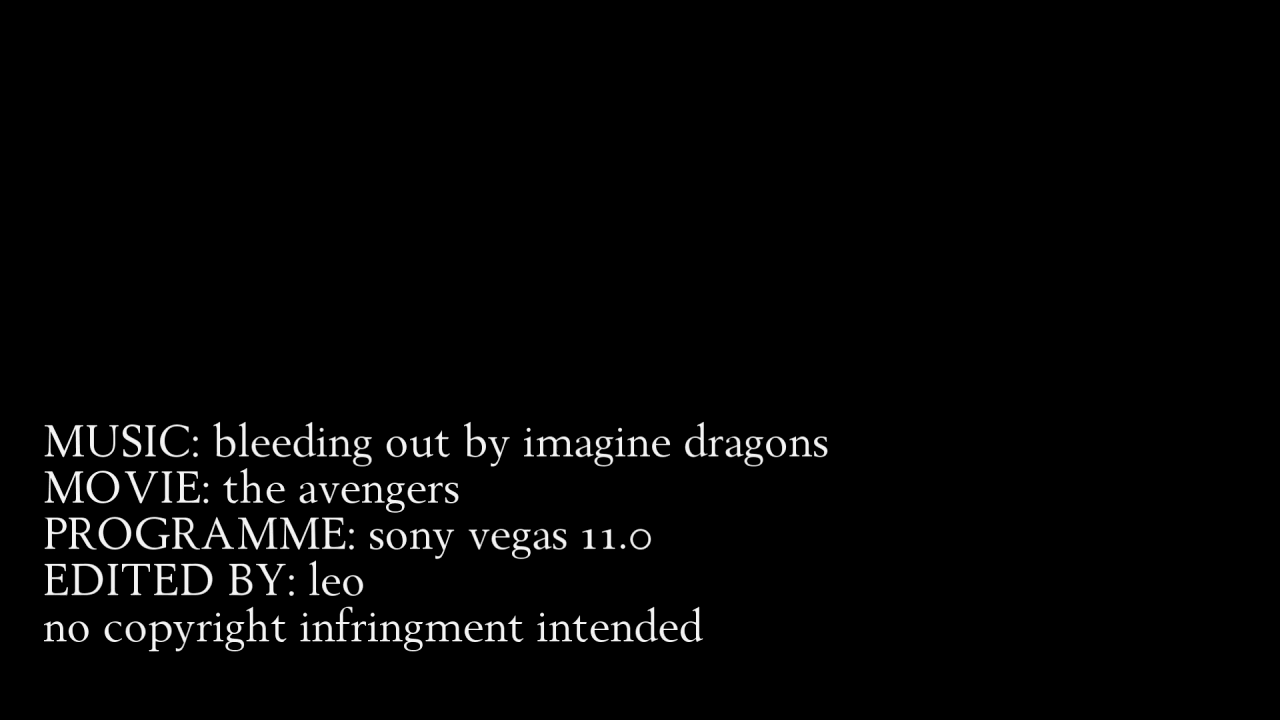 MUSIC: bleeding out by imagine dragons
MOVIE: the avengers
PROGRAMME: sony vegas 11.0
EDITED BY: leo
no copyright infringment intended